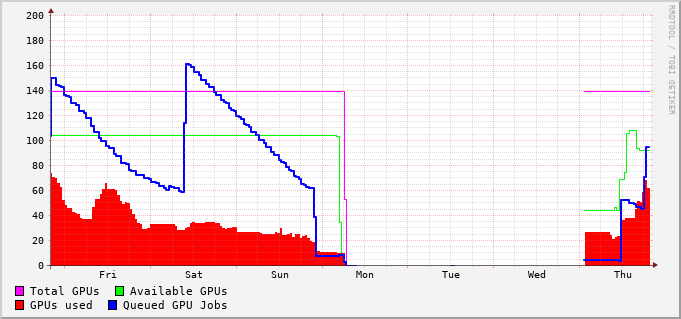 200
180
160
140
120
100
80
60
40
20
0
Fri Sat Sun Mon Tue Wed Thu
Total GPUs Available GPUs
GPUs used Queued GPU Jobs
RRDTOOL / TOBI OETIKER